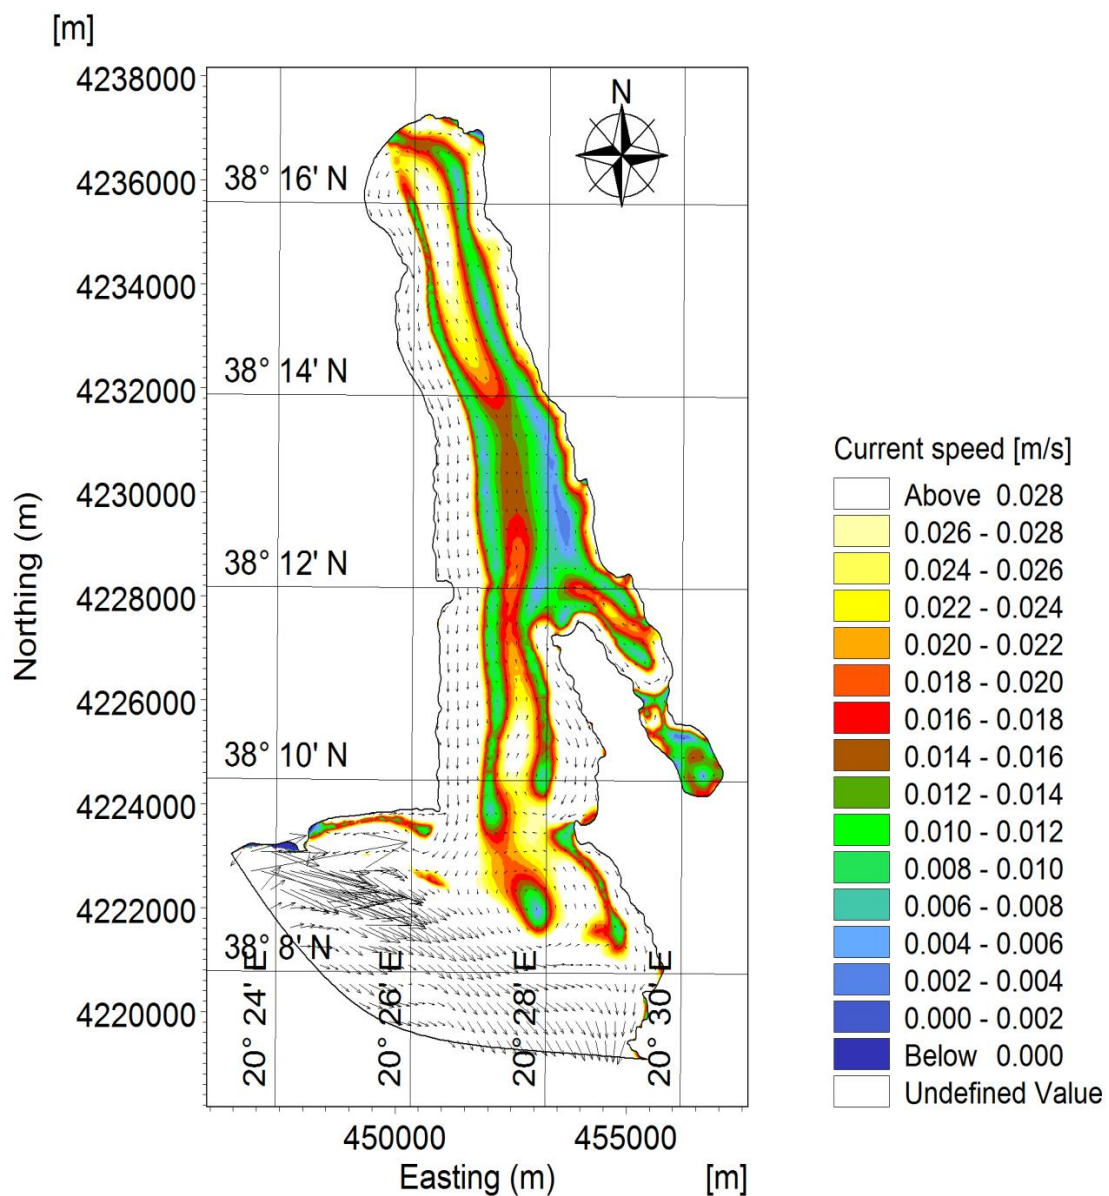 [m]
4238000
4236000
4234000
4232000
4230000
4228000
4226000
4224000
4222000
4220000
Northing (m)
N
38° 16' N
38° 14' N
38° 12' N
38° 10' N
38° 8' N
20° 24' E
20° 26' E
20° 28' E
20° 30' E
450000
455000
Easting (m)
[m]
Current speed [m/s]
Above 0.028
0.026 - 0.028
0.024 - 0.026
0.022 - 0.024
0.020 - 0.022
0.018 - 0.020
0.016 - 0.018
0.014 - 0.016
0.012 - 0.014
0.010 - 0.012
0.008 - 0.010
0.006 - 0.008
0.004 - 0.006
0.002 - 0.004
0.000 - 0.002
Below 0.000
Undefined Value